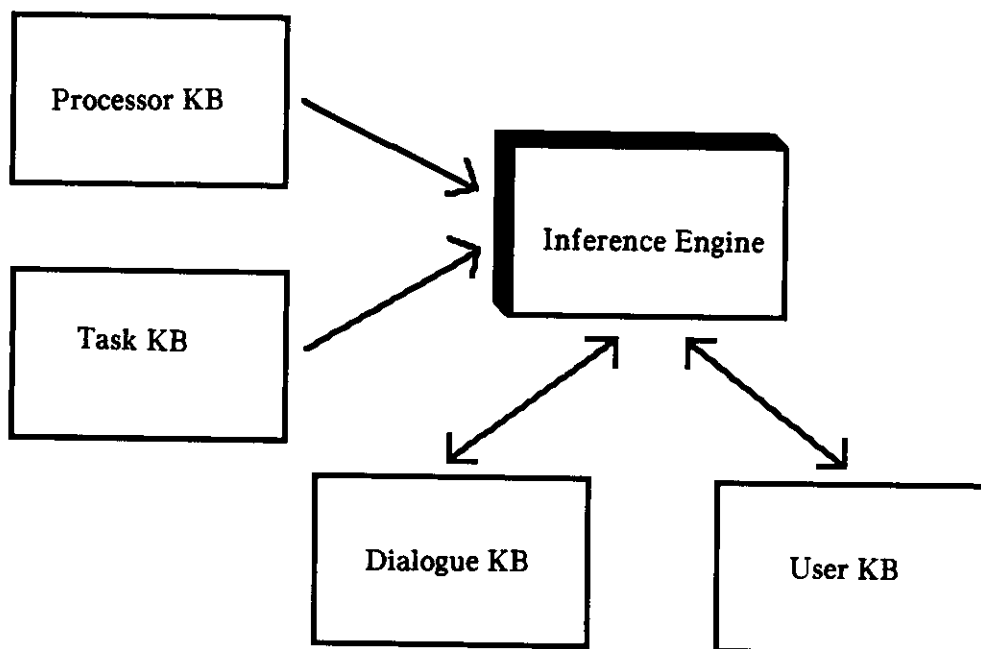 Processor KB
Inference Engine
Task KB
Dialogue KB
User KB